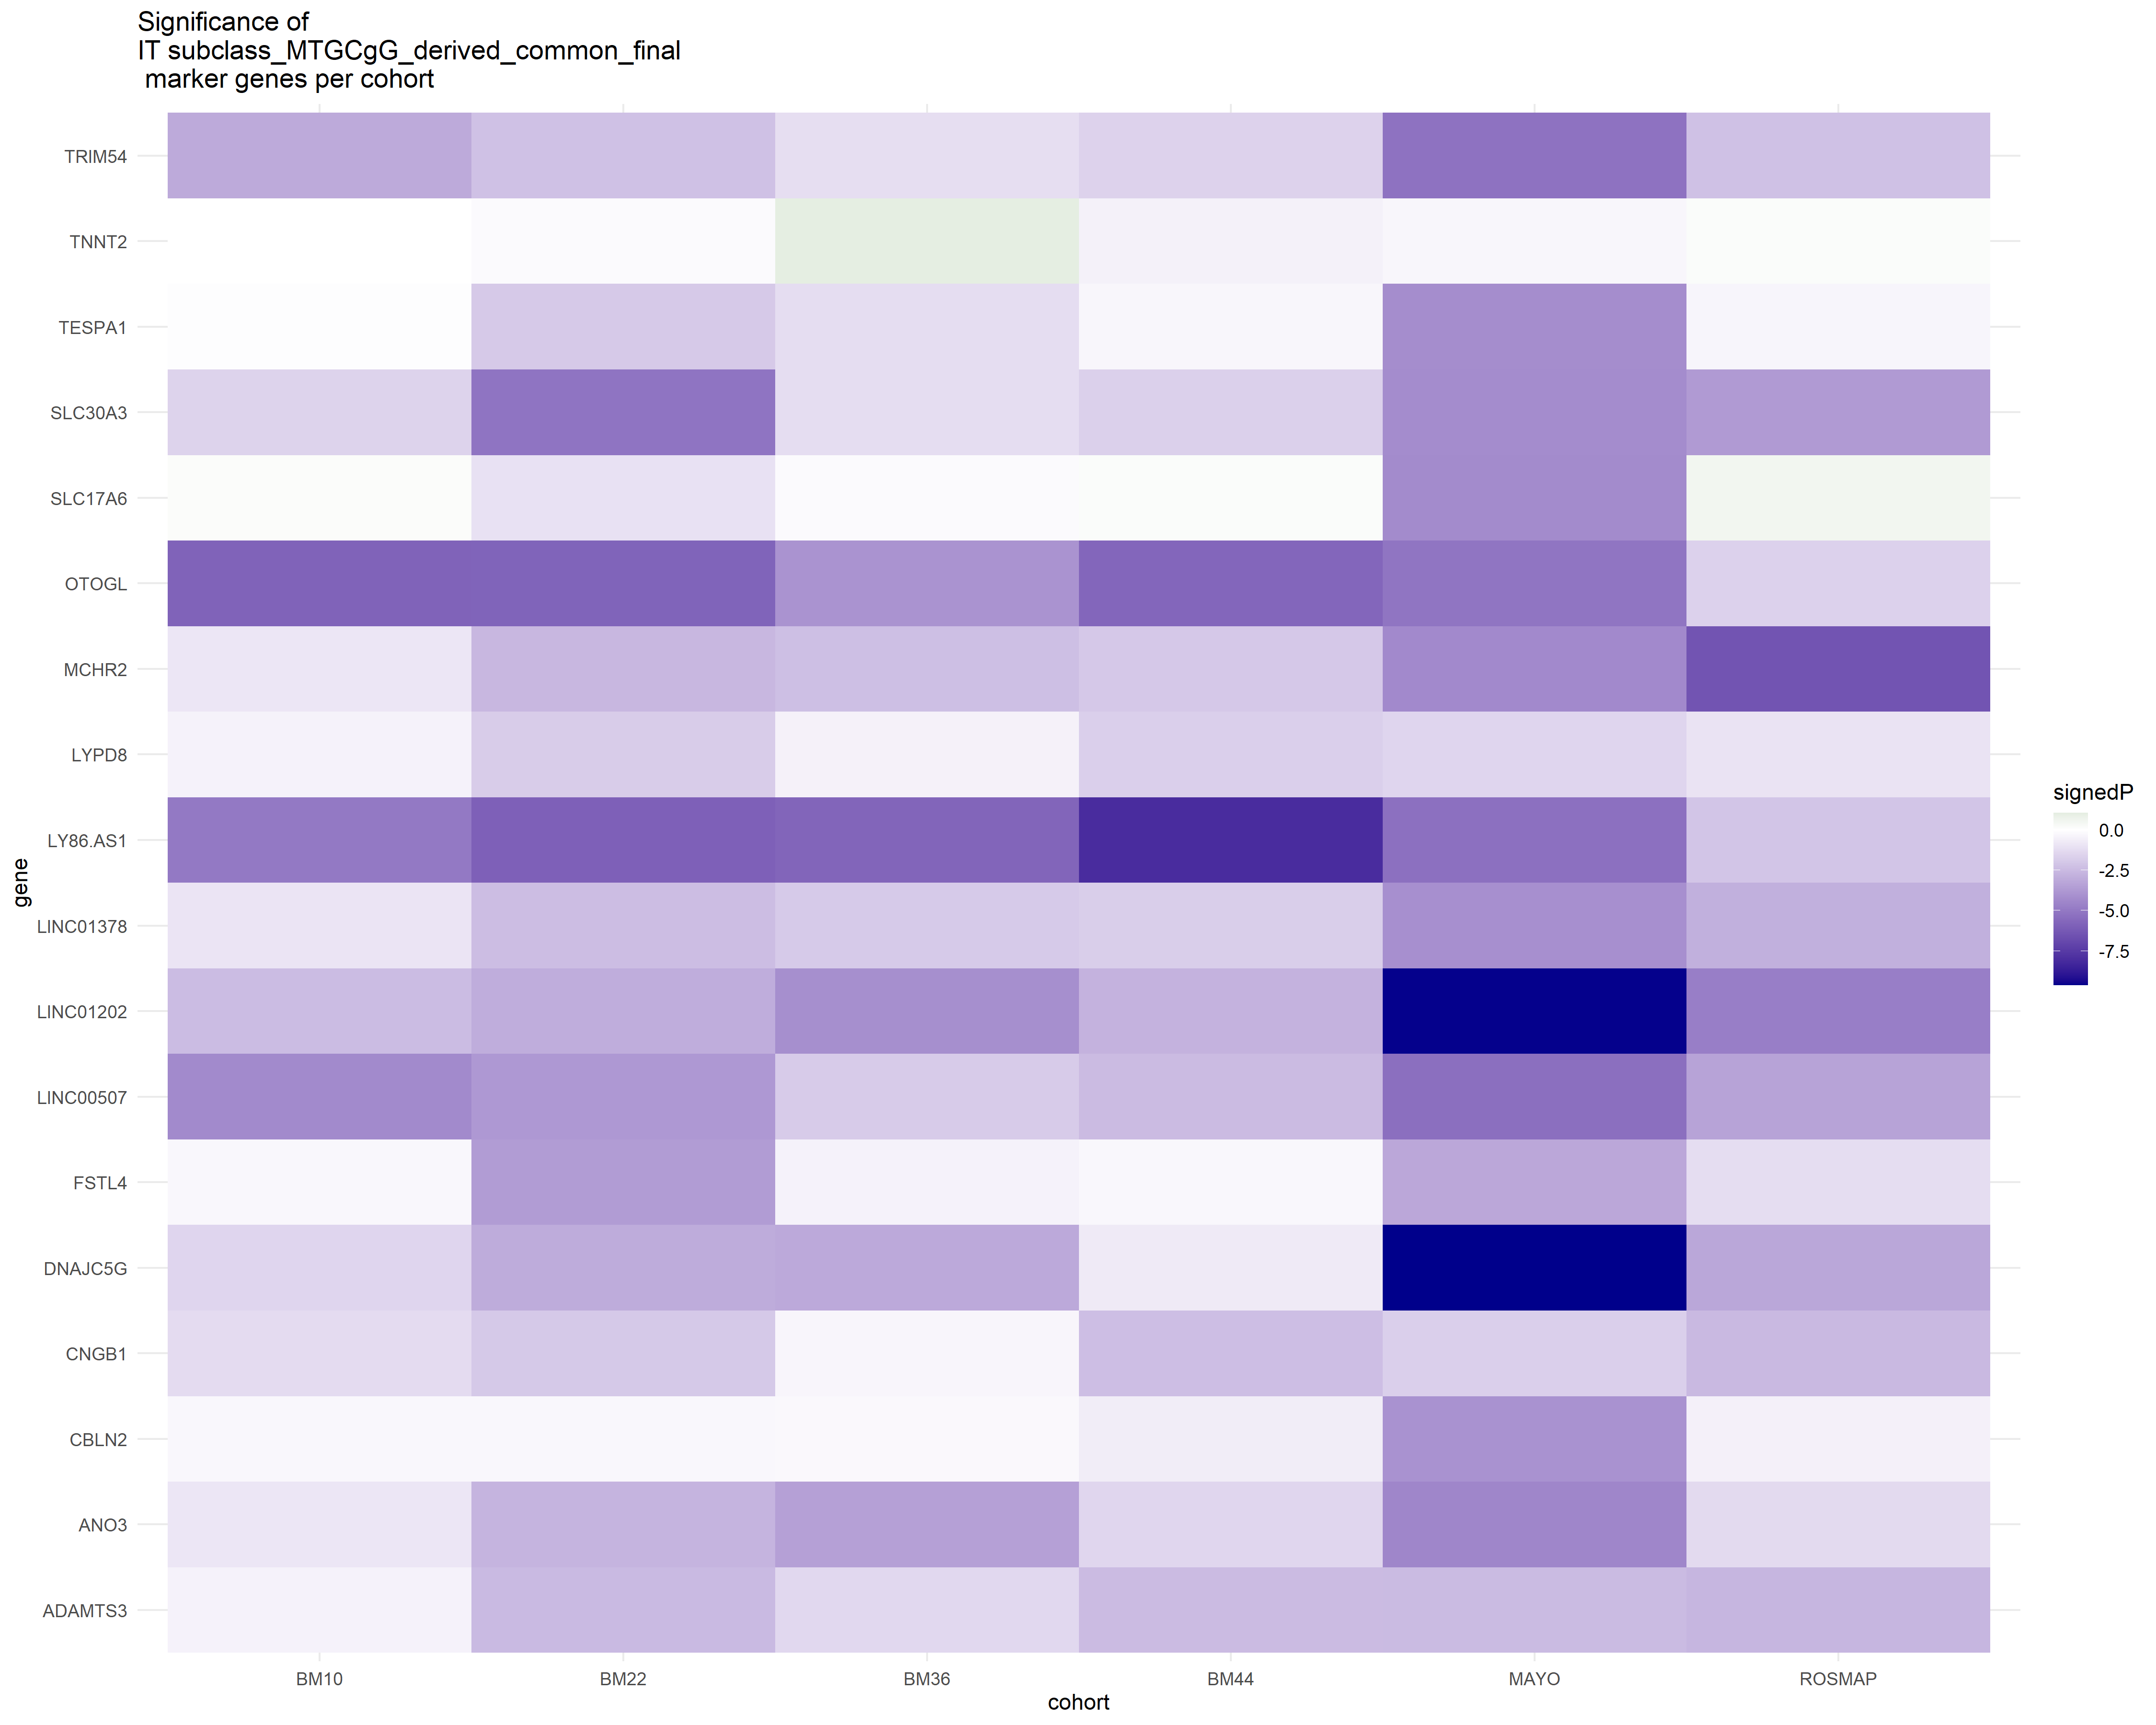 Significance of
IT subclass_MTGCgG_derived_common_final
marker genes per cohort
gene
TRIM54
TNNT2
TESPA1
SLC30A3
SLC17A6
OTOGL
MCHR2
LYPD8
LY86.AS1
LINC01378
LINC01202
LINC00507
FSTL4
DNAJC5G
CNGB1
CBLN2
ANO3
ADAMTS3
BM10 BM22 BM36 BM44 MAYO ROSMAP
cohort
signedP
0.0
-2.5
-5.0
-7.5